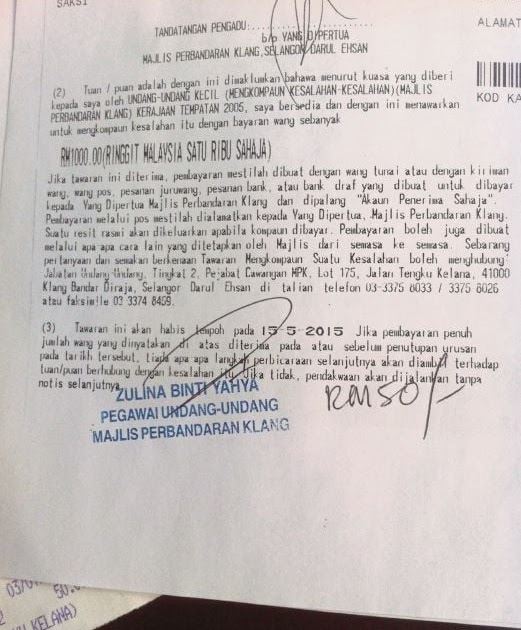 SAKSI
TANDATANGAN PENGADU:
b/p YANG DIPERTUA
MAJLIS PERBANDARAN KLANG, SELANGOR DARUL EHSAN
ALAMAT
KOD KA
(2) Tuan / puan adalah dengan ini dimaklumkan bahawa menurut kuasa yang diberi
kepada saya oleh UNDANG-UNDANG KECIL (MENGKOMPAUN KESALAHAN-KESALAHAN)(MAJLIS
PERBANDARAN KLANG) KERAJAAN TEMPATAN 2005, saya bersedia dan dengan ini menawarkan
untuk mengkompaun kesalahan itu dengan bayaran wang sebanyak
RM1000.00(RINGGIT MALAYSIA SATU RIBU SAHAJA)
Jika tawaran ini diterima, pembayaran mestilah dibuat dengan wang tunai atau dengan kiriman
wang, wang pos, pesanan juruwang, pesanan bank, atau bank draf yang dibuat untuk dibayar
kepada Yang Dipertua Majlis Perbandaran Klang dan dipalang "Akaun Penerima Sahaja".
Pembayaran melalui pos mestilah dialamatkan kepada Yang Dipertua, Majlis Perbandaran Klang.
Suatu resit rasmi akan dikeluarkan apabila kompaun dibayar. Pembayaran boleh juga dibuat
melalui apa apa cara lain yang ditetapkan oleh Majlis dari semasa ke semasa. Sebarang
pertanyaan dan semakan berkenaan Tawaran Mengkompaun Suatu Kesalahan boleh menghubung:
Jabatan Undang-Undang, Tingkat 2, Pejabat Cawangan MPK, Lot 175, Jalan Tengku Kelana, 41000
Klang Bandar Diraja, Selangor Darul Ehsan di talian telefon 03-3375 8033 / 3375 8026
atau faksimile 03 3374 8459.
(3) Tawaran ini akan habis tempoh pada 15-5-2015 Jika pembayaran penuh
jumlah wang yang dinyatakan di atas diterima pada atau sebelum penutupan urusan
pada tarikh tersebut, tiada apa apa langkah perbicaraan selanjutnya akan diambil terhadap
tuan/puan berhubung dengan kesalahan itu. Jika tidak, pendakwaan akan dijalankan tanpa
notis selanjutnya.
ZULINA BINTI YAHYA
PEGAWAI UNDANG-UNDANG
MAJLIS PERBANDARAN KLANG
RM50/-
KELANA)